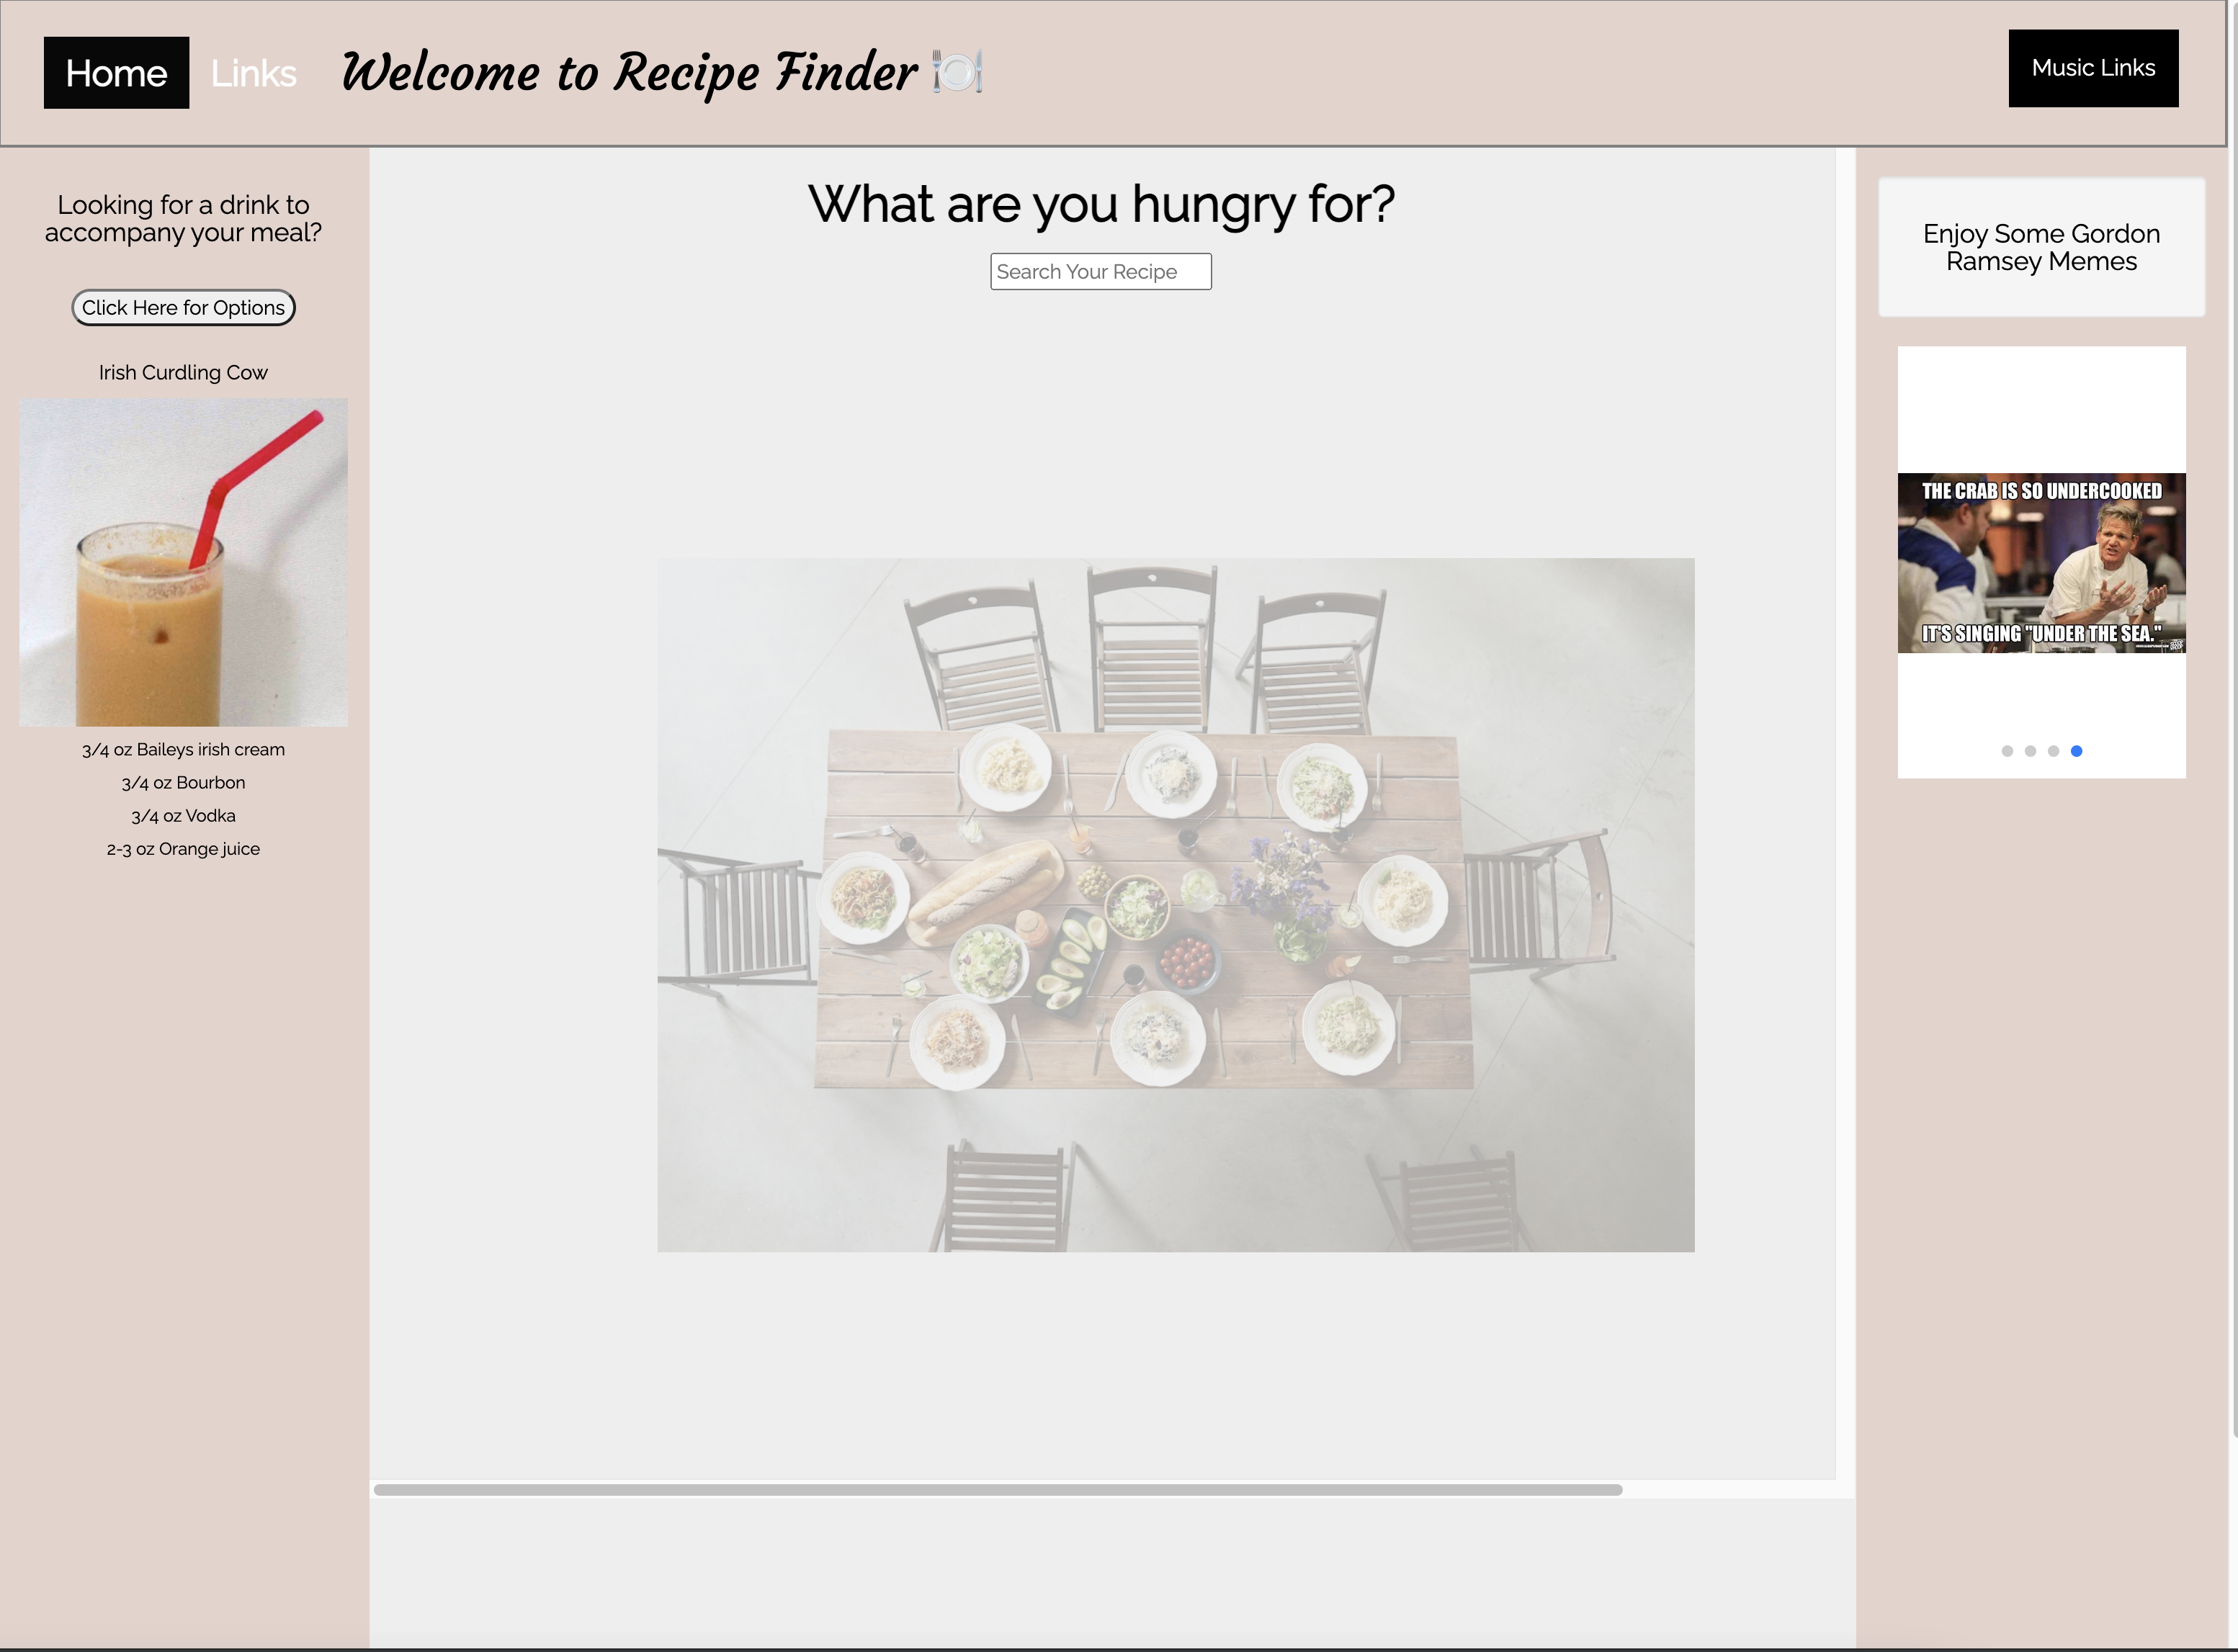 Home
Links
Welcome to Recipe Finder
Music Links
Looking for a drink to
accompany your meal?
Click Here for Options
Irish Curdling Cow
3/4 oz Baileys irish cream
3/4 oz Bourbon
3/4 oz Vodka
2-3 oz Orange juice
What are you hungry for?
Search Your Recipe
Enjoy Some Gordon
Ramsey Memes
THE CRAB IS SO UNDERCOOKED
IT'S SINGING "UNDER THE SEA."